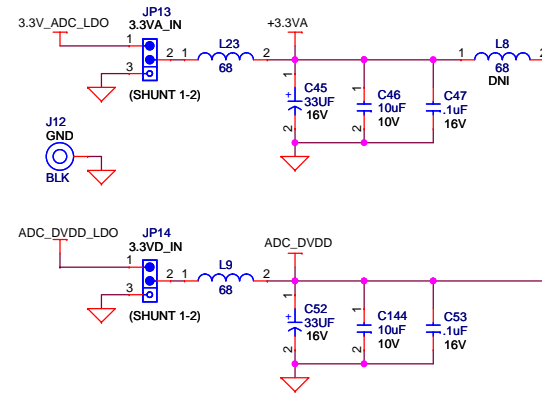 JP13
3.3V_ADC_LDO 3.3VA_IN
+3.3VA
1
2 1 L23 2
68
3
(SHUNT 1-2)
1 L8 2
68
DNI
1
+ C45
33UF
16V
2
1
C46
10uF
10V
2
C47
.1uF
16V
J12
GND
BLK
JP14
ADC_DVDD_LDO 3.3VD_IN
ADC_DVDD
1
2 1 L9 2
68
3
(SHUNT 1-2)
1
+ C52
33UF
16V
2
1
C144
10uF
10V
2
C53
.1uF
16V